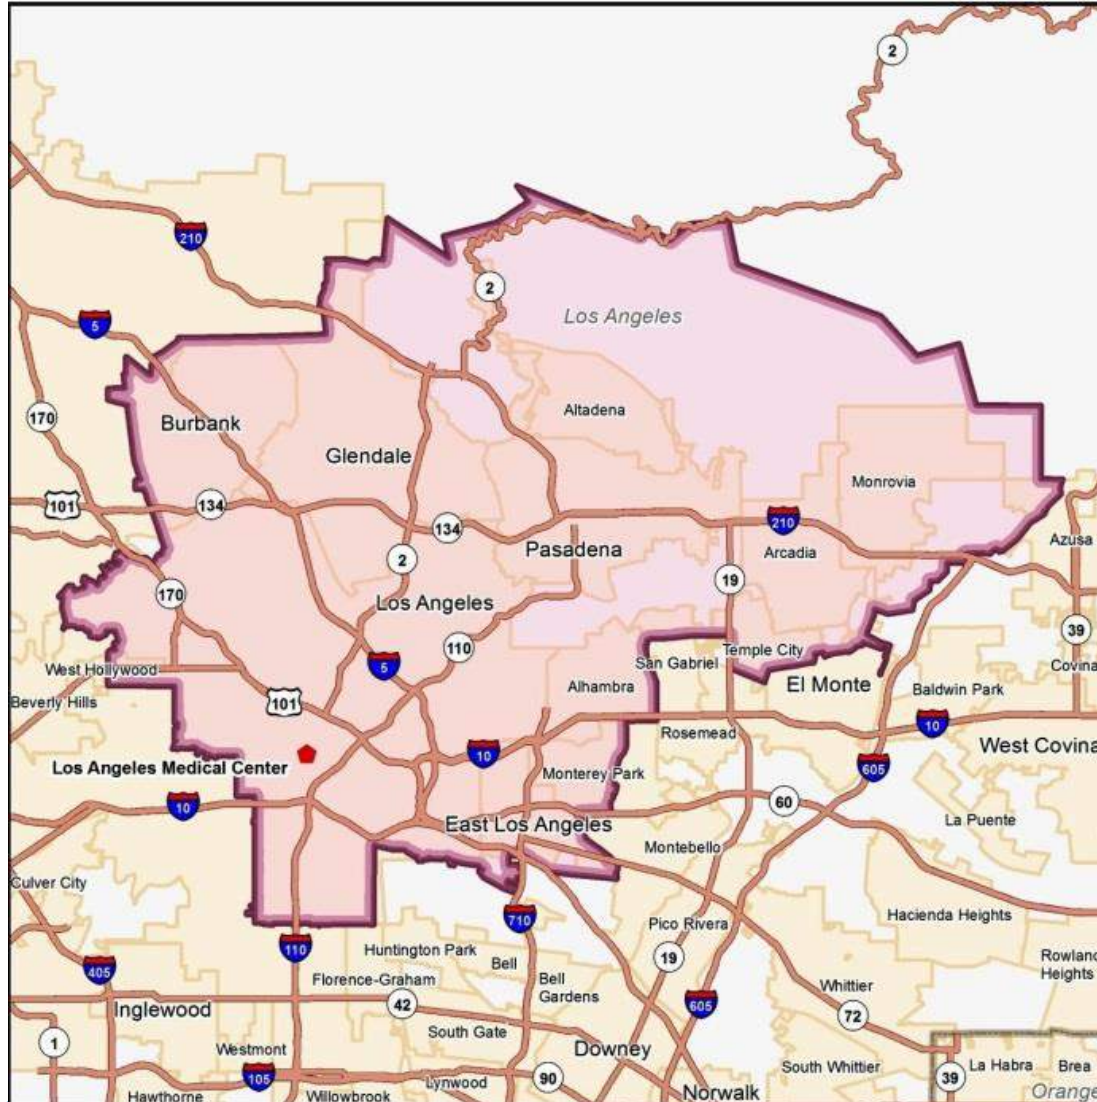 2
210
2
Los Angeles
5
Altadena
170
Burbank
Glendale
Monrovia
101
134
134
210
Pasadena
Arcadia
Azusa
2
19
170
Los Angeles
39
110
5
San Gabriel
Temple City
Covina
West Hollywood
Alhambra
El Monte
Baldwin Park
Beverly Hills
101
Rosemead
10
10
West Covina
Los Angeles Medical Center
Monterey Park
605
10
60
East Los Angeles
La Puente
Montebello
Culver City
710
Pico Rivera
Hacienda Heights
110
Huntington Park
19
405
Bell
Rowland
Heights
Florence-Graham
Bell
Gardens
Whittier
Inglewood
42
605
72
South Gate
1
Westmont
Downey
South Whittier
La Habra
Brea
105
Lynwood
90
39
Hawthorne
Willowbrook
Norwalk
Orange